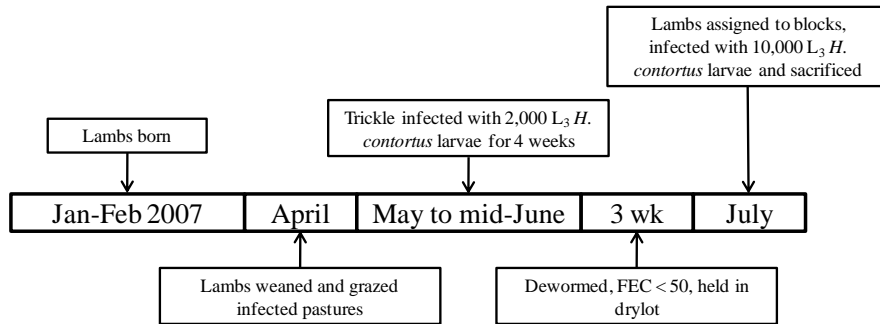 Lambs assigned to blocks,
infected with 10,000 L₃ H.
contortus larvae and sacrificed
Trickle infected with 2,000 L₃ H.
contortus larvae for 4 weeks
Lambs born
Jan-Feb 2007
April
May to mid-June
3 wk
July
Lambs weaned and grazed
infected pastures
Dewormed, FEC < 50, held in
drylot